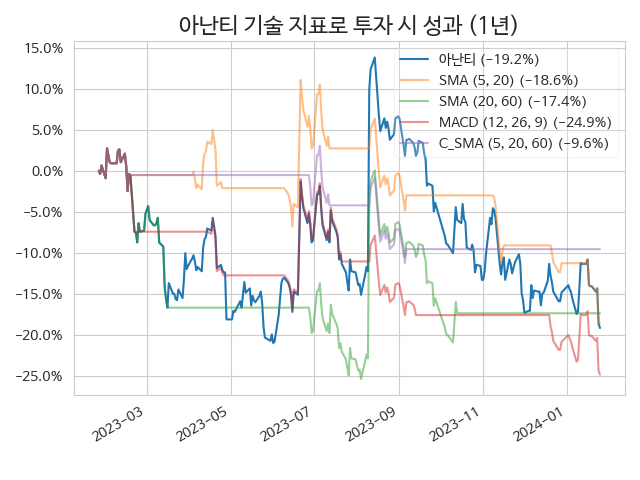 아난티 기술 지표로 투자 시 성과 (1년)
15.0%
10.0%
5.0%
0.0%
−5.0%
−10.0%
−15.0%
−20.0%
−25.0%
아난티 (−19.2%)
SMA (5, 20) (−18.6%)
SMA (20, 60) (−17.4%)
MACD (12, 26, 9) (−24.9%)
C_SMA (5, 20, 60) (−9.6%)
2023-03
2023-05
2023-07
2023-09
2023-11
2024-01